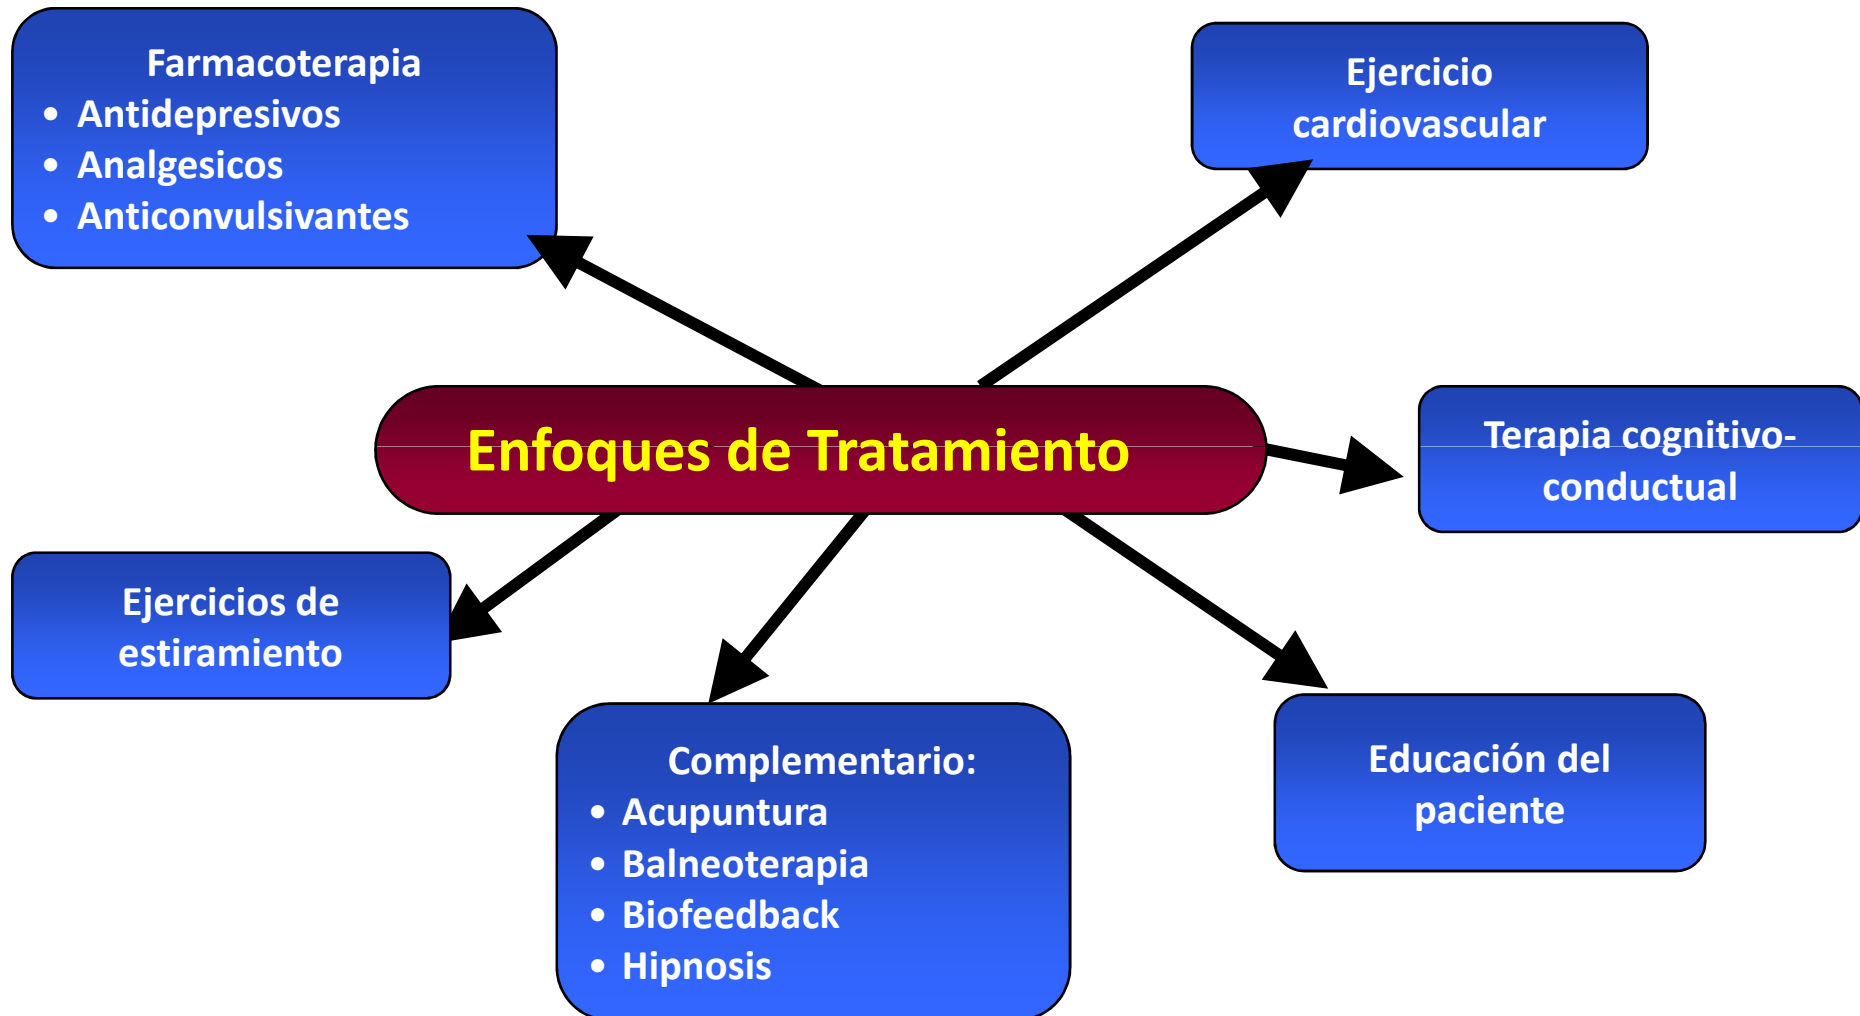 Farmacoterapia
• Antidepresivos
• Analgesicos
• Anticonvulsivantes
Ejercicio
cardiovascular
Enfoques de Tratamiento
Terapia cognitivo-
conductual
Ejercicios de
estiramiento
Complementario:
• Acupuntura
• Balneoterapia
• Biofeedback
• Hipnosis
Educación del
paciente